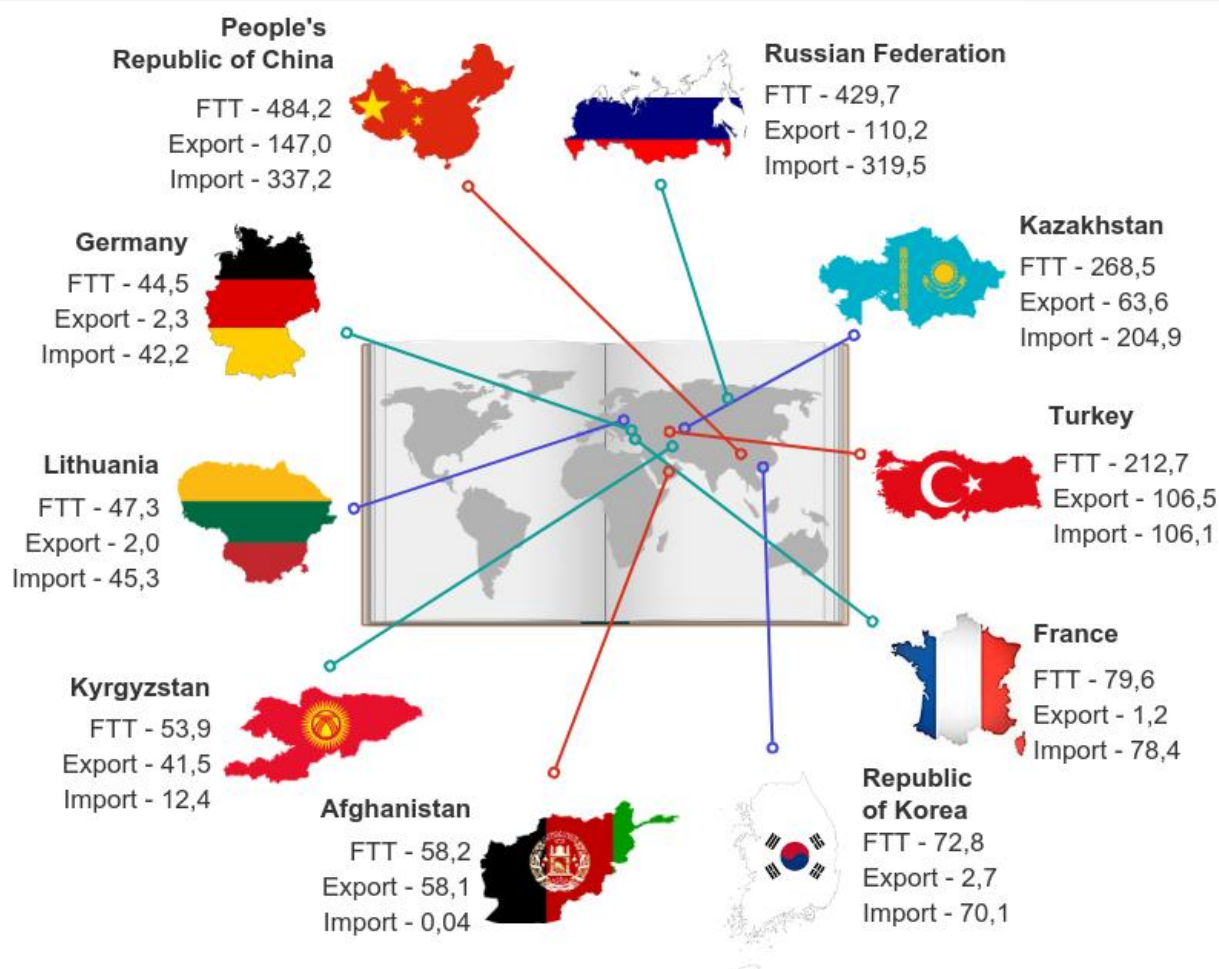 People's
Republic of China
FTT - 484,2
Export - 147,0
Import - 337,2
Russian Federation
FTT - 429,7
Export - 110,2
Import - 319,5
Germany
FTT - 44,5
Export - 2,3
Import - 42,2
Kazakhstan
FTT - 268,5
Export - 63,6
Import - 204,9
Lithuania
FTT - 47,3
Export - 2,0
Import - 45,3
Turkey
FTT - 212,7
Export - 106,5
Import - 106,1
Kyrgyzstan
FTT - 53,9
Export - 41,5
Import - 12,4
France
FTT - 79,6
Export - 1,2
Import - 78,4
Afghanistan
FTT - 58,2
Export - 58,1
Import - 0,04
Republic
of Korea
FTT - 72,8
Export - 2,7
Import - 70,1